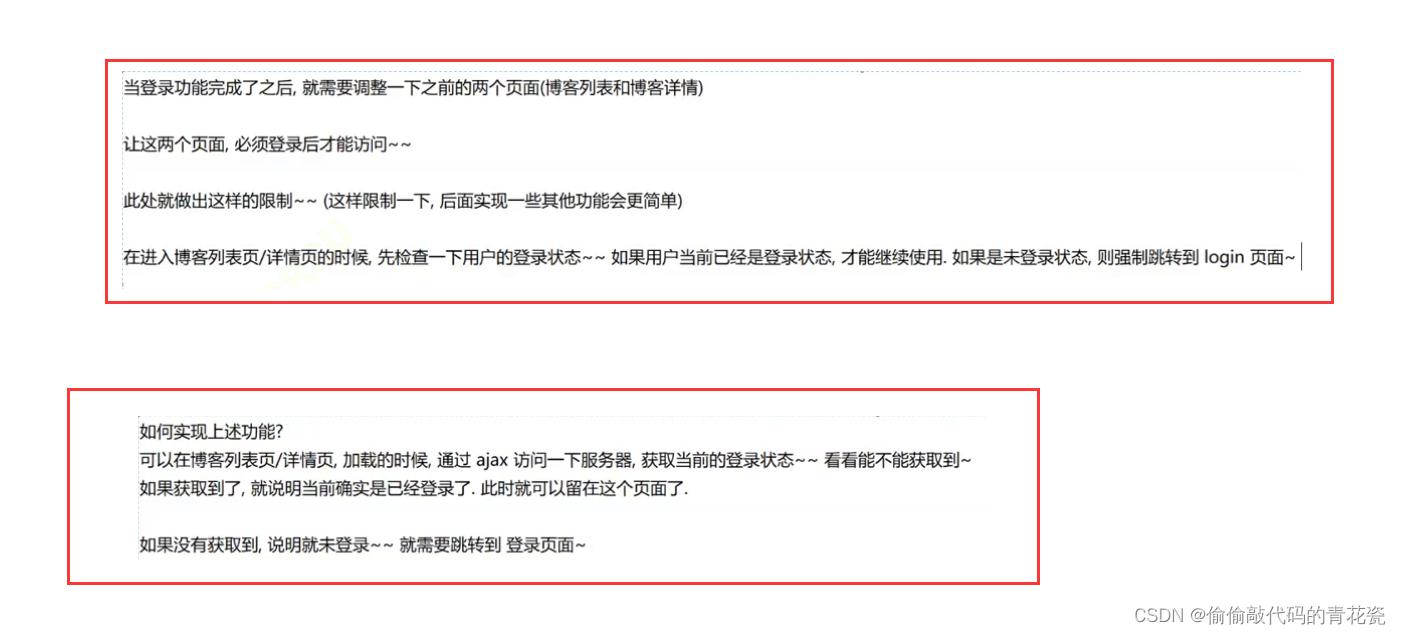 当登录功能完成了之后, 就需要调整一下之前的两个页面(博客列表和博客详情)
让这两个页面, 必须登录后才能访问~~
此处就做出这样的限制~~ (这样限制一下, 后面实现一些其他功能会更简单)
在进入博客列表页/详情页的时候, 先检查一下用户的登录状态~~ 如果用户当前已经是登录状态, 才能继续使用. 如果是未登录状态, 则强制跳转到 login 页面~
如何实现上述功能?
可以在博客列表页/详情页, 加载的时候, 通过 ajax 访问一下服务器, 获取当前的登录状态~~ 看看能不能获取到~
如果获取到了, 就说明当前确实是已经登录了. 此时就可以留在这个页面了.
如果没有获取到, 说明就未登录~~ 就需要跳转到 登录页面~
CSDN @偷偷敲代码的青花瓷